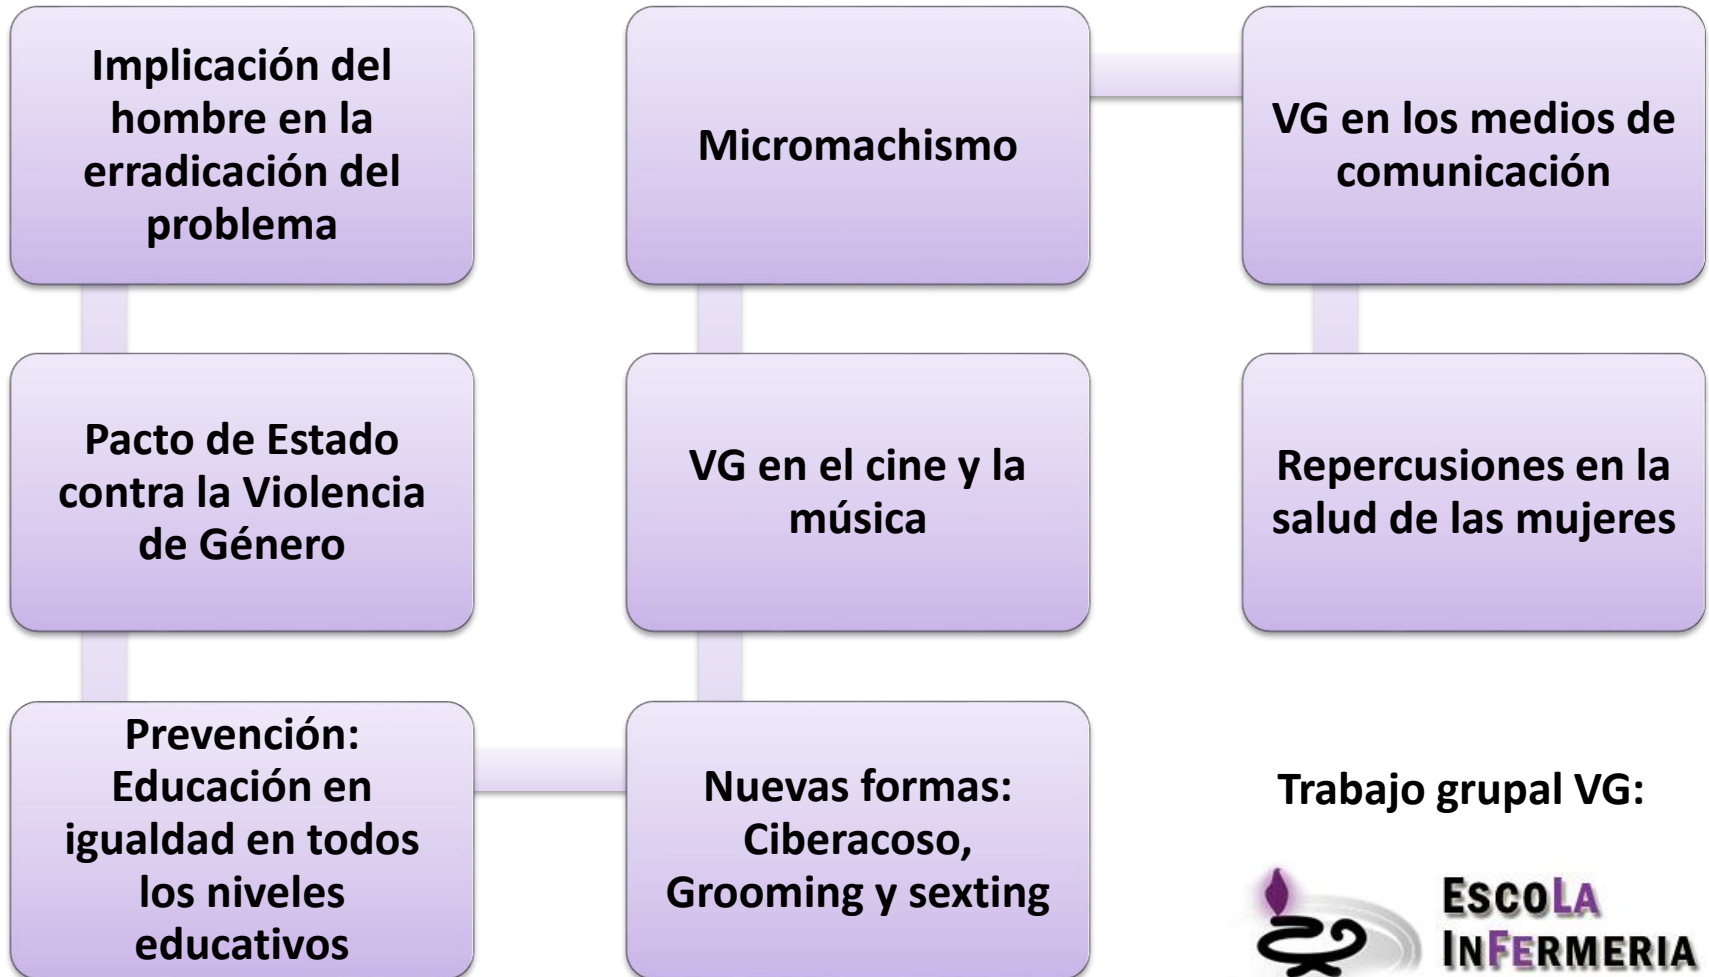 Implicación del
hombre en la
erradicación del
problema
Pacto de Estado
contra la Violencia
de Género
Prevención:
Educación en
igualdad en todos
los niveles
educativos
Nuevas formas:
Ciberacoso,
Grooming y sexting
VG en el cine y la
música
Micromachismo
VG en los medios de
comunicación
Repercusiones en la
salud de las mujeres
Trabajo grupal VG:
ESCOLA
INFERMERIA